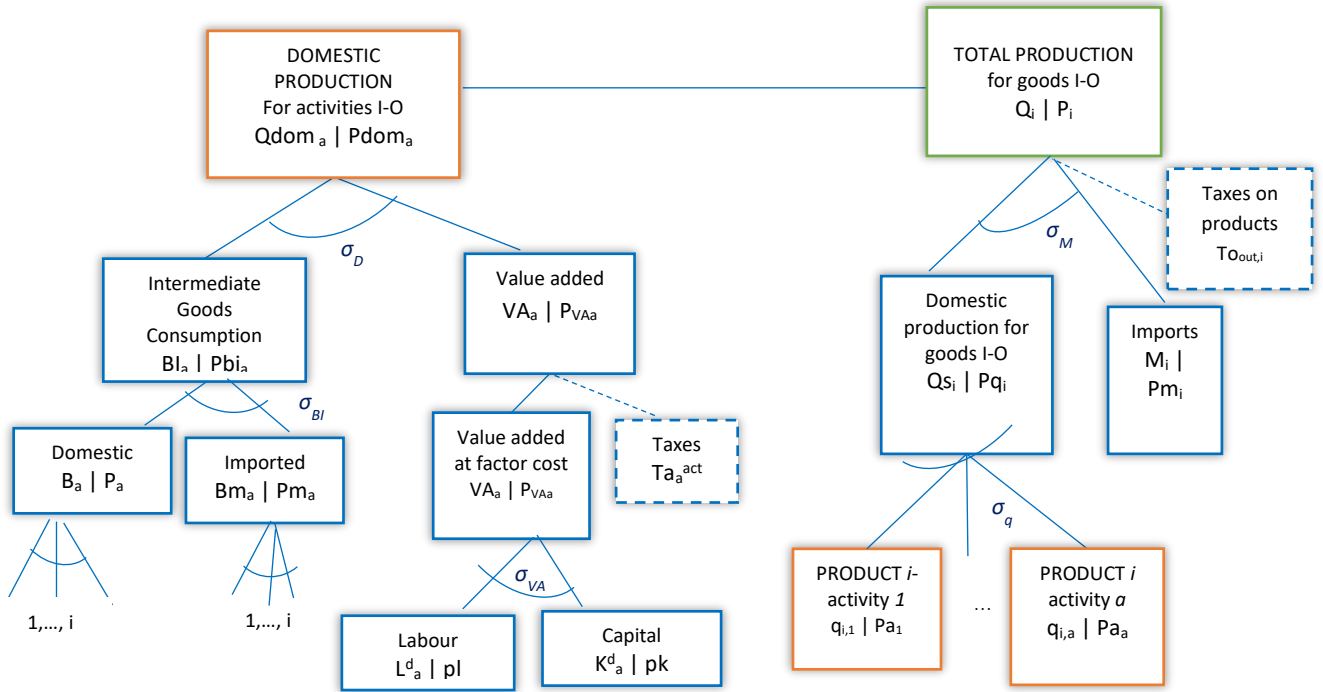 DOMESTIC
PRODUCTION
For activities I-O
Qdom a | Pdoma
TOTAL PRODUCTION
for goods I-O
Qi | Pi
Taxes on
products
Toout,i
σD
σM
Intermediate
Goods
Consumption
BIa | Pbia
Value added
VAa | PVAa
Domestic
production for
goods I-O
Qsi | Pqi
Imports
Mi |
Pmi
σBI
Domestic
Ba | Pa
Imported
Bma | Pma
Value added
at factor cost
VAa | PVAa
Taxes
Taaact
σq
1,…, i
1,…, i
σVA
Labour
Lda | pl
Capital
Kda | pk
PRODUCT i-
activity 1
qi,1 | Pa1
…
PRODUCT i
activity a
qi,a | Paa